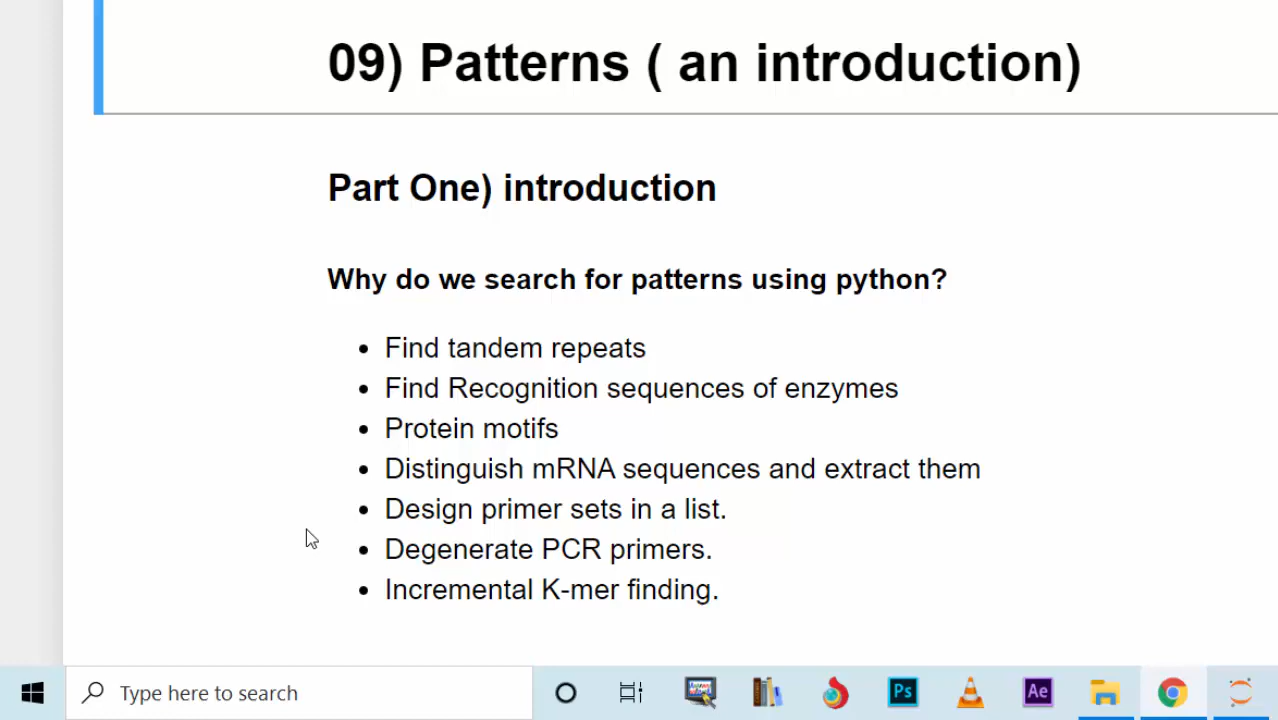 09) Patterns ( an introduction)
Part One) introduction
Why do we search for patterns using python?
• Find tandem repeats
• Find Recognition sequences of enzymes
• Protein motifs
• Distinguish mRNA sequences and extract them
• Design primer sets in a list.
• Degenerate PCR primers.
• Incremental K-mer finding.
Type here to search
Ps
Ae